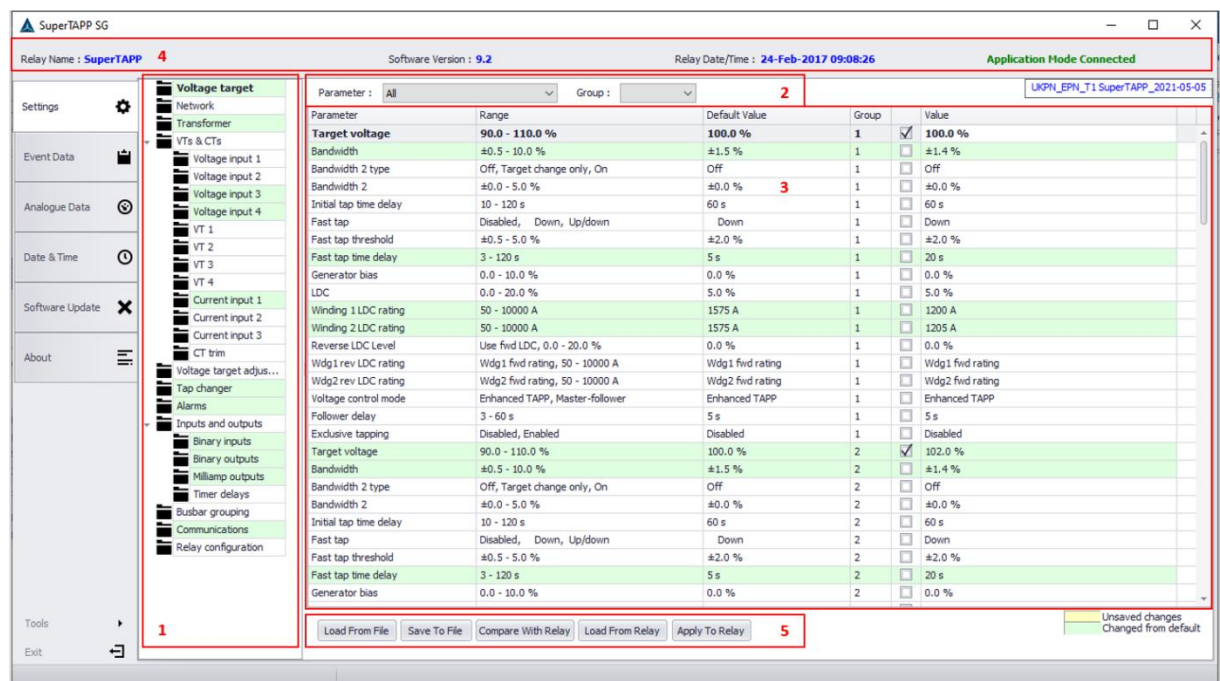 SuperTAPP SG
Relay Name : SuperTAPP 4 Software Version : 9.2 Relay Date/Time : 24-Feb-2017 09:08:26 Application Mode Connected
Settings
Event Data
Analogue Data
Date & Time
Software Update
About
Tools
Exit
Voltage target
Network
Transformer
VTs & CTs
Voltage input 1
Voltage input 2
Voltage input 3
Voltage input 4
VT 1
VT 2
VT 3
VT 4
Current input 1
Current input 2
Current input 3
CT trim
Voltage target adjus...
Tap changer
Alarms
Inputs and outputs
Binary inputs
Binary outputs
Milliamp outputs
Timer delays
Busbar grouping
Communications
Relay configuration
1
Parameter : All Group : 2
UKPN_EPN_T1 SuperTAPP_2021-05-05
Parameter Range Default Value Group Value
Target voltage 90.0 - 110.0 % 100.0 % 1 100.0 %
Bandwidth ±0.5 - 10.0 % ±1.5 % 1 ±1.4 %
Bandwidth 2 type Off, Target change only, On Off 1 Off
Bandwidth 2 ±0.0 - 5.0 % ±0.0 % 3 1 ±0.0 %
Initial tap time delay 10 - 120 s 60 s 1 60 s
Fast tap Disabled, Down, Up/down Down 1 Down
Fast tap threshold ±0.5 - 5.0 % ±2.0 % 1 ±2.0 %
Fast tap time delay 3 - 120 s 5 s 1 20 s
Generator bias 0.0 - 10.0 % 0.0 % 1 0.0 %
LDC 0.0 - 20.0 % 5.0 % 1 5.0 %
Winding 1 LDC rating 50 - 10000 A 1575 A 1 1200 A
Winding 2 LDC rating 50 - 10000 A 1575 A 1 1205 A
Reverse LDC Level Use fwd LDC, 0.0 - 20.0 % 0.0 % 1 0.0 %
Wdg1 rev LDC rating Wdg1 fwd rating, 50 - 10000 A Wdg1 fwd rating 1 Wdg1 fwd rating
Wdg2 rev LDC rating Wdg2 fwd rating, 50 - 10000 A Wdg2 fwd rating 1 Wdg2 fwd rating
Voltage control mode Enhanced TAPP, Master-follower Enhanced TAPP 1 Enhanced TAPP
Follower delay 3 - 60 s 5 s 1 5 s
Exclusive tapping Disabled, Enabled Disabled 1 Disabled
Target voltage 90.0 - 110.0 % 100.0 % 2 102.0 %
Bandwidth ±0.5 - 10.0 % ±1.5 % 2 ±1.4 %
Bandwidth 2 type Off, Target change only, On Off 2 Off
Bandwidth 2 ±0.0 - 5.0 % ±0.0 % 2 ±0.0 %
Initial tap time delay 10 - 120 s 60 s 2 60 s
Fast tap Disabled, Down, Up/down Down 2 Down
Fast tap threshold ±0.5 - 5.0 % ±2.0 % 2 ±2.0 %
Fast tap time delay 3 - 120 s 5 s 2 20 s
Generator bias 0.0 - 10.0 % 0.0 % 2 0.0 %
Load From File Save To File Compare With Relay Load From Relay Apply To Relay 5
Unsaved changes
Changed from default